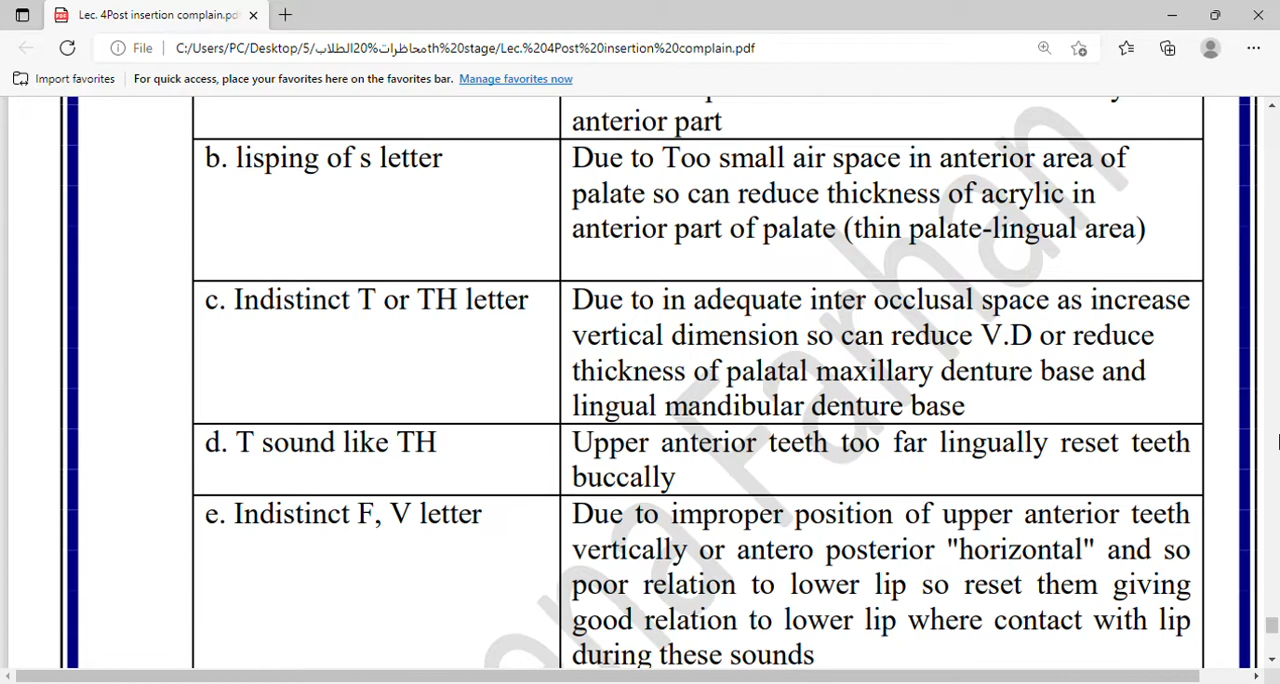 Lec. 4Post insertion complain.pd
File
C:/Users/PC/Desktop/5/محاظرات%20الطلابth%20stage/Lec.%204Post%20insertion%20complain.pdf
Import favorites
For quick access, place your favorites here on the favorites bar. Manage favorites now
anterior part
b. lisping of s letter
Due to Too small air space in anterior area of
palate so can reduce thickness of acrylic in
anterior part of palate (thin palate-lingual area)
c. Indistinct T or TH letter
Due to in adequate inter occlusal space as increase
vertical dimension so can reduce V.D or reduce
thickness of palatal maxillary denture base and
lingual mandibular denture base
d. T sound like TH
Upper anterior teeth too far lingually reset teeth
buccally
e. Indistinct F, V letter
Due to improper position of upper anterior teeth
vertically or antero posterior "horizontal" and so
poor relation to lower lip so reset them giving
good relation to lower lip where contact with lip
during these sounds
Farhan